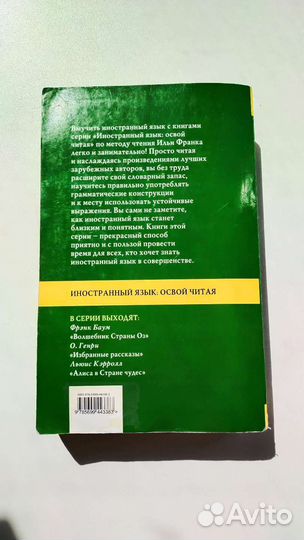 Выучить иностранный язык с книгами
серии «Иностранный язык: освой
читая» по методу чтения Ильи Франка
легко и занимательно! Просто читая
и наслаждаясь произведениями лучших
зарубежных авторов, вы без труда
расширите свой словарный запас,
научитесь правильно употреблять
грамматические конструкции
и к месту использовать устойчивые
выражения. Вы сами не заметите,
как иностранный язык станет
близким и понятным. Книги этой
серии – прекрасный способ
приятно и с пользой провести
время для всех, кто хочет знать
иностранный язык в совершенстве.
ИНОСТРАННЫЙ ЯЗЫК: ОСВОЙ ЧИТАЯ
В СЕРИИ ВЫХОДЯТ:
Фрэнк Баум
«Волшебник Страны Оз»
О. Генри
«Избранные рассказы»
Льюис Кэрролл
«Алиса в Стране чудес»
9 785699 443383 >
Avito